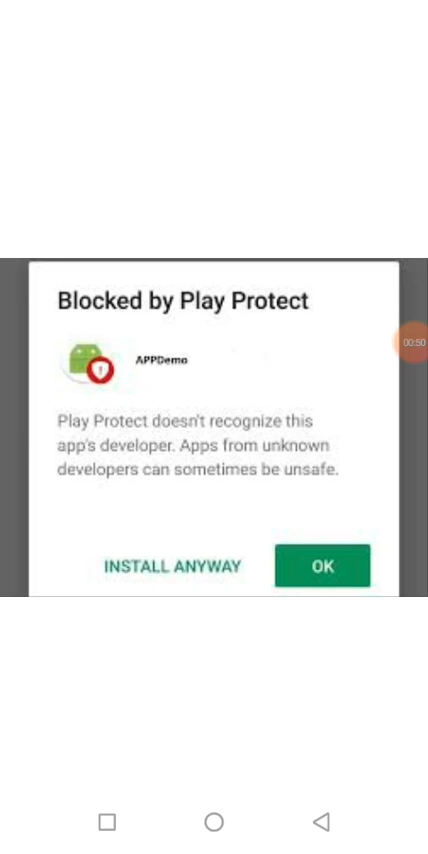 Blocked by Play Protect
00:50
APPDemo
Play Protect doesn't recognize this
app's developer. Apps from unknown
developers can sometimes be unsafe.
INSTALL ANYWAY
OK